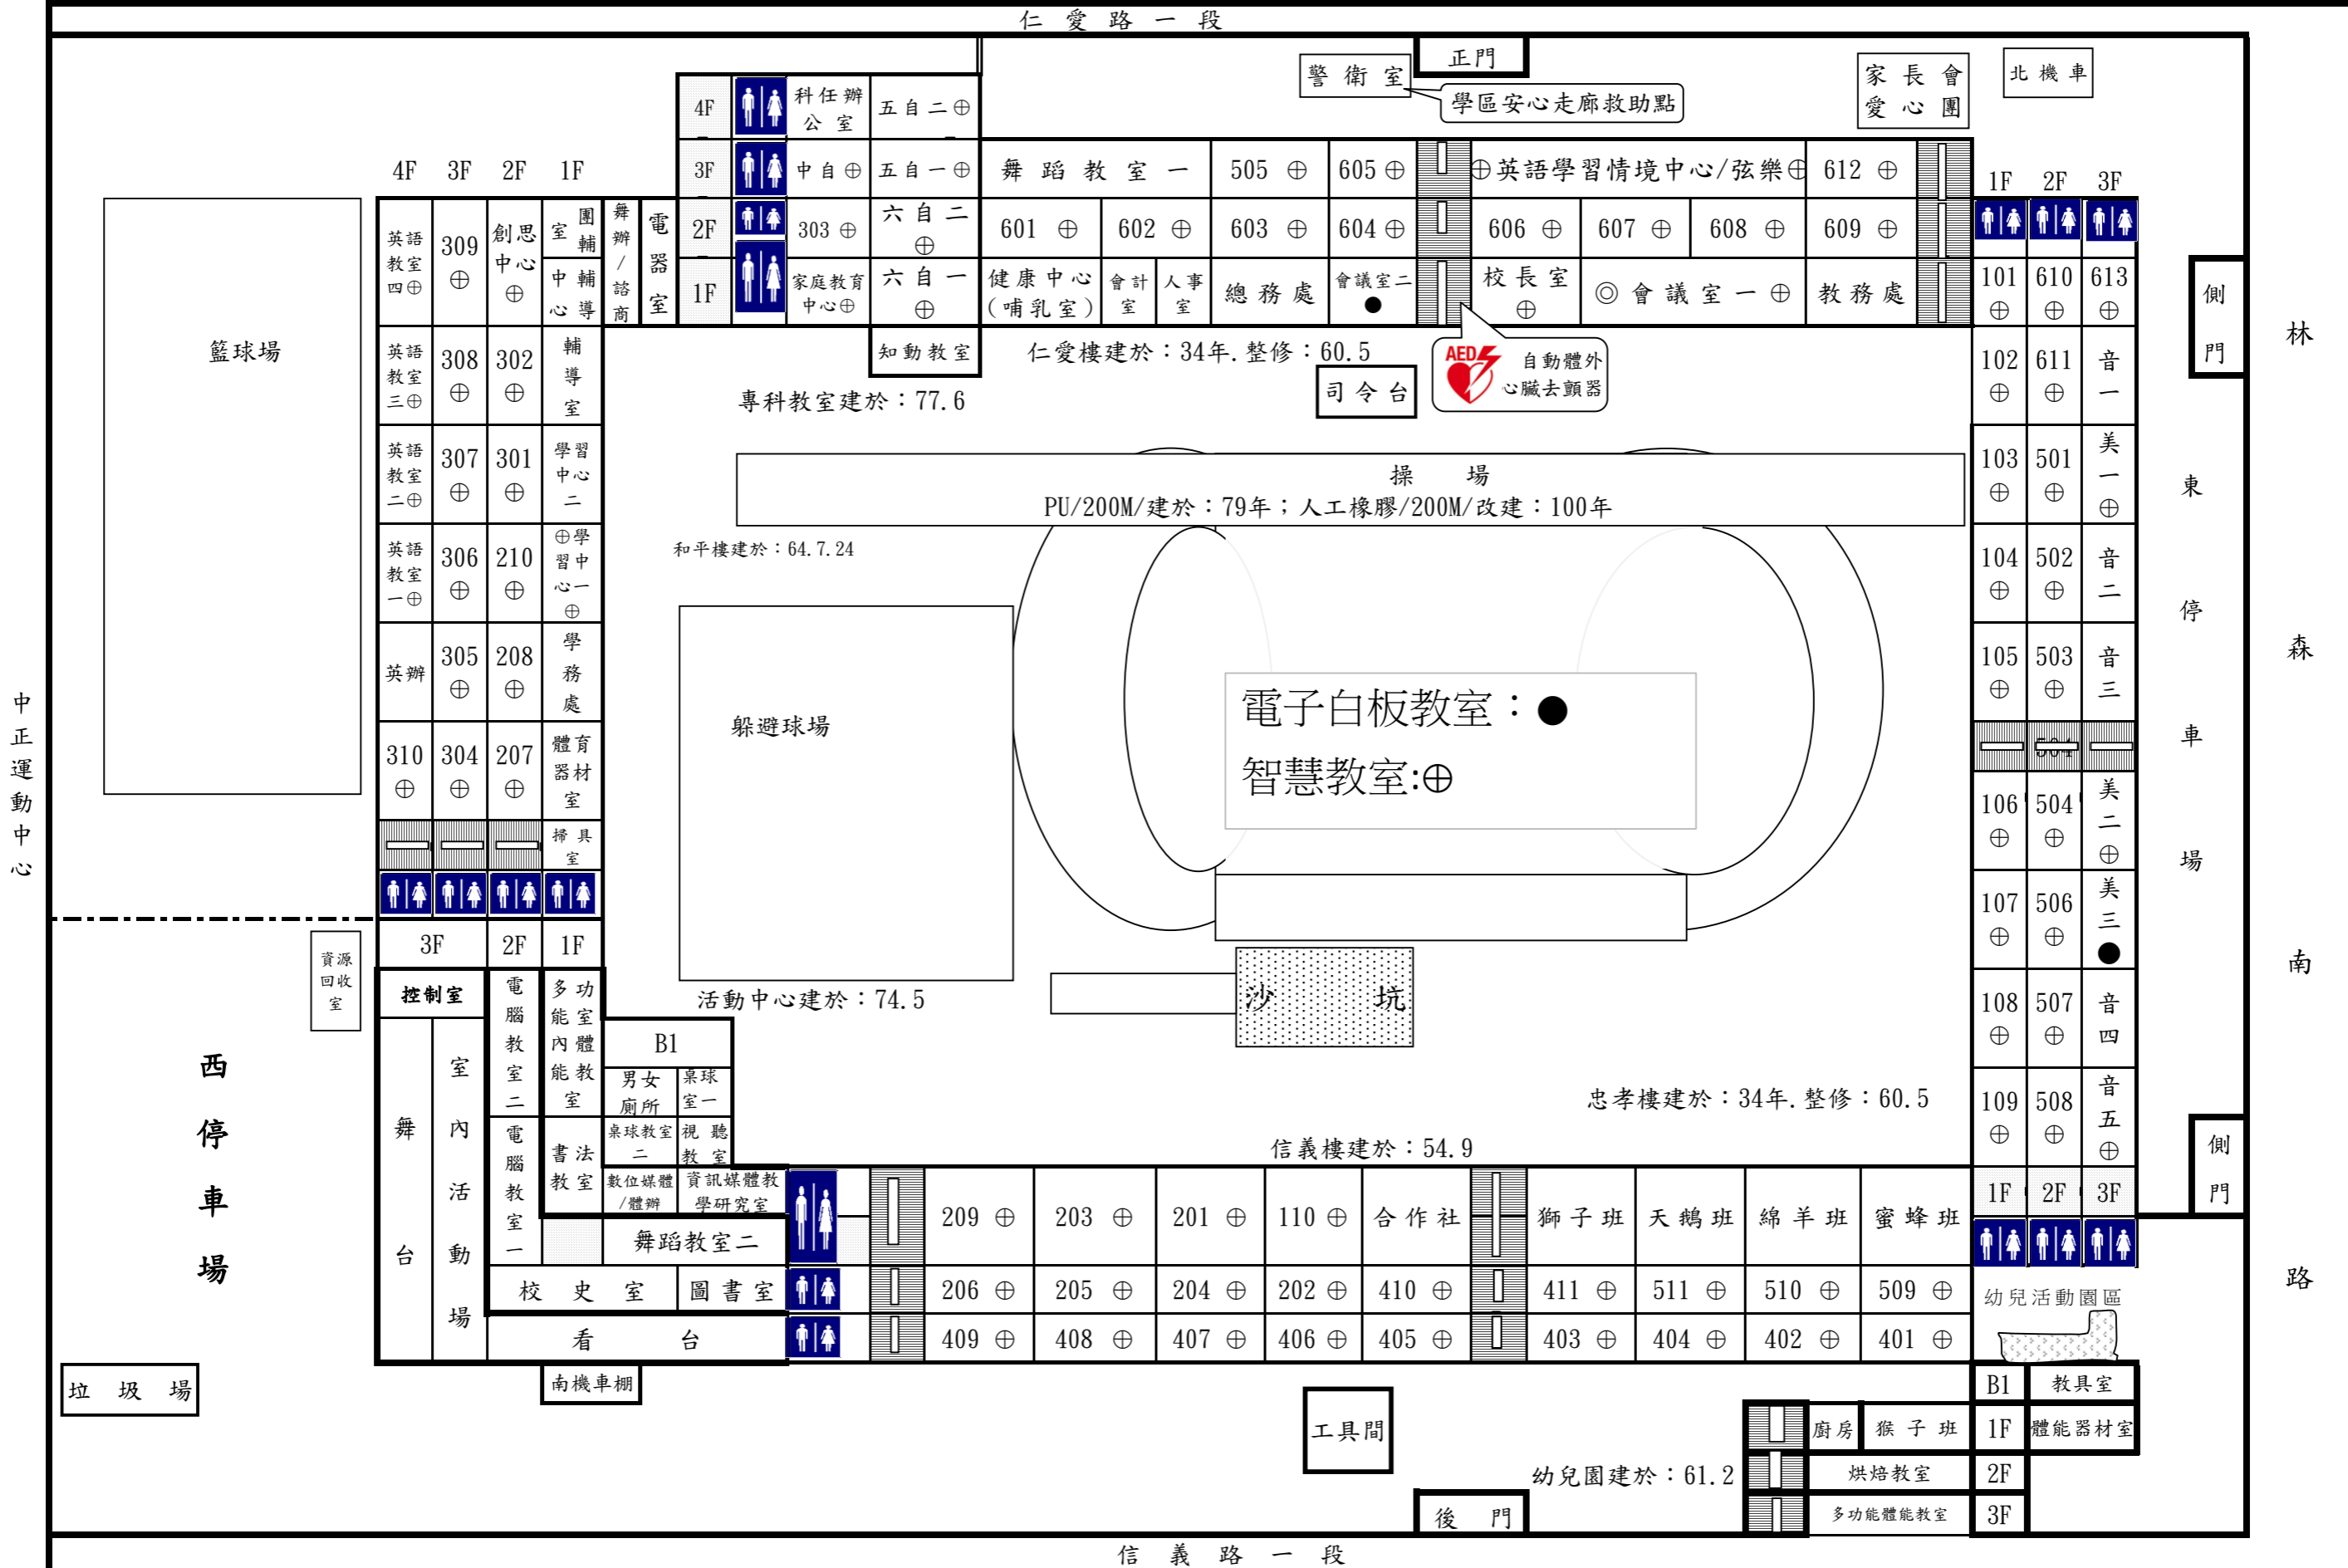 仁愛路一段
正門
警衛室
學區安心走廊救助點
家長會
愛心團
北機車
4F
科任辦
公室
五自二⊕
3F
中自⊕
五自一⊕
舞蹈教室一
505 ⊕
605 ⊕
⊕英語學習情境中心/弦樂⊕
612 ⊕
2F
303 ⊕
六自二
⊕
601 ⊕
602 ⊕
603 ⊕
604 ⊕
606 ⊕
607 ⊕
608 ⊕
609 ⊕
1F
家庭教育
中心⊕
六自一
⊕
健康中心
(哺乳室)
會計
室
人事
室
總務處
會議室二
●
校長室
⊕
◎會議室一⊕
教務處
知動教室
仁愛樓建於：34年.整修：60.5
專科教室建於：77.6
司令台
AED
自動體外
心臟去顫器
4F 3F 2F 1F
英語
教室
四⊕
309
⊕
創思
中心
⊕
團輔室
輔導中心
舞辦/諮商
電器室
英語
教室
三⊕
308
⊕
302
⊕
輔導室
英語
教室
二⊕
307
⊕
301
⊕
學習
中心
二
英語
教室
一⊕
306
⊕
210
⊕
⊕學
習中
心一
⊕
英辦
305
⊕
208
⊕
學務處
310
⊕
304
⊕
207
⊕
體育
器材
室
掃具
室
籃球場
中正運動中心
操場
PU/200M/建於：79年；人工橡膠/200M/改建：100年
和平樓建於：64.7.24
躲避球場
電子白板教室：●
智慧教室:⊕
沙坑
活動中心建於：74.5
忠孝樓建於：34年.整修：60.5
信義樓建於：54.9
1F 2F 3F
101 ⊕
610 ⊕
613 ⊕
102 ⊕
611 ⊕
音一
103 ⊕
501 ⊕
美一⊕
104 ⊕
502 ⊕
音二
105 ⊕
503 ⊕
音三
504
106 ⊕
504 ⊕
美二⊕
107 ⊕
506 ⊕
美三●
108 ⊕
507 ⊕
音四
109 ⊕
508 ⊕
音五⊕
1F 2F 3F
側門
東停車場
側門
林森南路
資源
回收
室
西停車場
垃圾場
3F 2F 1F
控制室
舞台
室內活動場
電腦教室二
多功
能室
內體
能教
室
電腦教室一
書法
教室
B1
男女
廁所
桌球
室一
桌球教室
二
視聽
教室
數位媒體
/體辦
資訊媒體教
學研究室
舞蹈教室二
校史室
圖書室
看台
南機車棚
209 ⊕
203 ⊕
201 ⊕
110 ⊕
合作社
獅子班
天鵝班
綿羊班
蜜蜂班
206 ⊕
205 ⊕
204 ⊕
202 ⊕
410 ⊕
411 ⊕
511 ⊕
510 ⊕
509 ⊕
409 ⊕
408 ⊕
407 ⊕
406 ⊕
405 ⊕
403 ⊕
404 ⊕
402 ⊕
401 ⊕
幼兒活動園區
工具間
B1
教具室
廚房
猴子班
1F
體能器材室
幼兒園建於：61.2
烘焙教室
2F
多功能體能教室
3F
後門
信義路一段